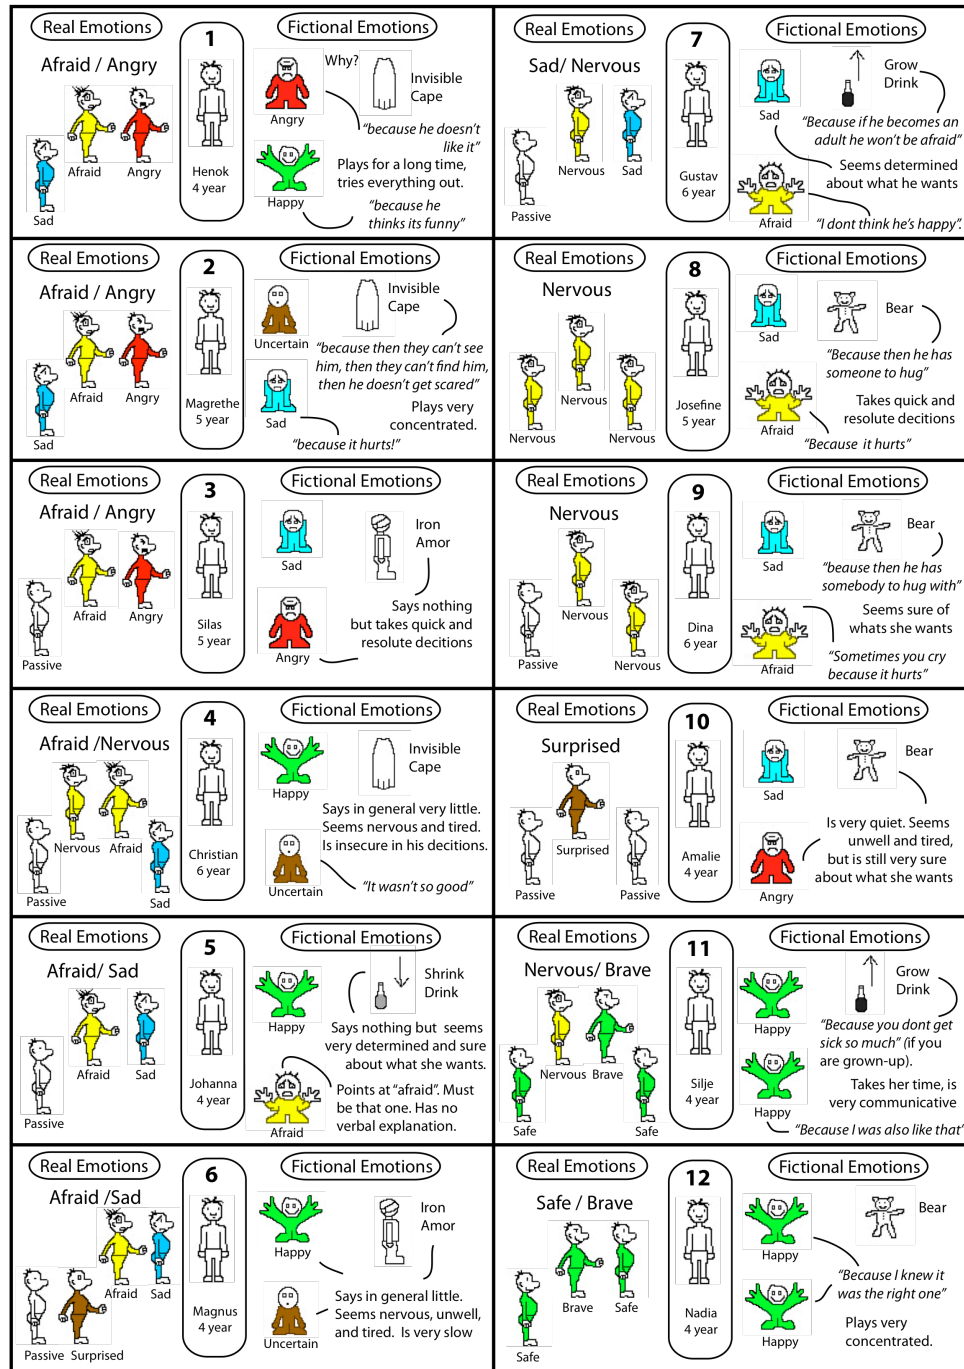 Real Emotions
1
Fictional Emotions
Afraid / Angry
Sad
Afraid
Angry
Henok
4 year
Why?
Angry
Invisible
Cape
"because he doesn't
like it"
Plays for a long time,
tries everything out.
Happy
"because he
thinks its funny"
Real Emotions
7
Fictional Emotions
Sad/ Nervous
Passive
Nervous
Sad
Gustav
6 year
Sad
Grow
Drink
"Because if he becomes an
adult he won't be afraid"
Seems determined
about what he wants
Afraid
"I dont think he's happy".
Real Emotions
2
Fictional Emotions
Afraid / Angry
Sad
Afraid
Angry
Magrethe
5 year
Uncertain
Invisible
Cape
"because then they can't see
him, then they can't find him,
then he doesn't get scared"
Plays very
concentrated.
Sad
"because it hurts!"
Real Emotions
8
Fictional Emotions
Nervous
Nervous
Nervous
Nervous
Josefine
5 year
Sad
Bear
"Because then he has
someone to hug"
Takes quick and
resolute decitions
Afraid
"Because it hurts"
Real Emotions
3
Fictional Emotions
Afraid / Angry
Passive
Afraid
Angry
Silas
5 year
Sad
Iron
Amor
Says nothing
but takes quick and
resolute decitions
Angry
Real Emotions
9
Fictional Emotions
Nervous
Passive
Nervous
Nervous
Dina
6 year
Sad
Bear
"beause then he has
somebody to hug with"
Seems sure of
whats she wants
Afraid
"Sometimes you cry
because it hurts"
Real Emotions
4
Fictional Emotions
Afraid /Nervous
Passive
Nervous
Afraid
Sad
Christian
6 year
Happy
Invisible
Cape
Says in general very little.
Seems nervous and tired.
Is insecure in his decitions.
Uncertain
"It wasn't so good"
Real Emotions
10
Fictional Emotions
Surprised
Passive
Surprised
Passive
Amalie
4 year
Sad
Bear
Is very quiet. Seems
unwell and tired,
but is still very sure
about what she wants
Angry
Real Emotions
5
Fictional Emotions
Afraid/ Sad
Passive
Afraid
Sad
Johanna
4 year
Happy
Shrink
Drink
Says nothing but seems
very determined and sure
about what she wants.
Points at "afraid". Must
be that one. Has no
verbal explanation.
Afraid
Real Emotions
11
Fictional Emotions
Nervous/ Brave
Safe
Nervous
Brave
Safe
Silje
4 year
Happy
Grow
Drink
"Because you dont get
sick so much" (if you
are grown-up).
Takes her time, is
very communicative
Happy
"Because I was also like that"
Real Emotions
6
Fictional Emotions
Afraid /Sad
Passive
Surprised
Afraid
Sad
Magnus
4 year
Happy
Iron
Amor
Says in general little.
Seems nervous, unwell,
and tired. Is very slow
Uncertain
Real Emotions
12
Fictional Emotions
Safe / Brave
Safe
Brave
Safe
Nadia
4 year
Happy
Bear
"Because I knew it
was the right one"
Plays very
concentrated.
Happy